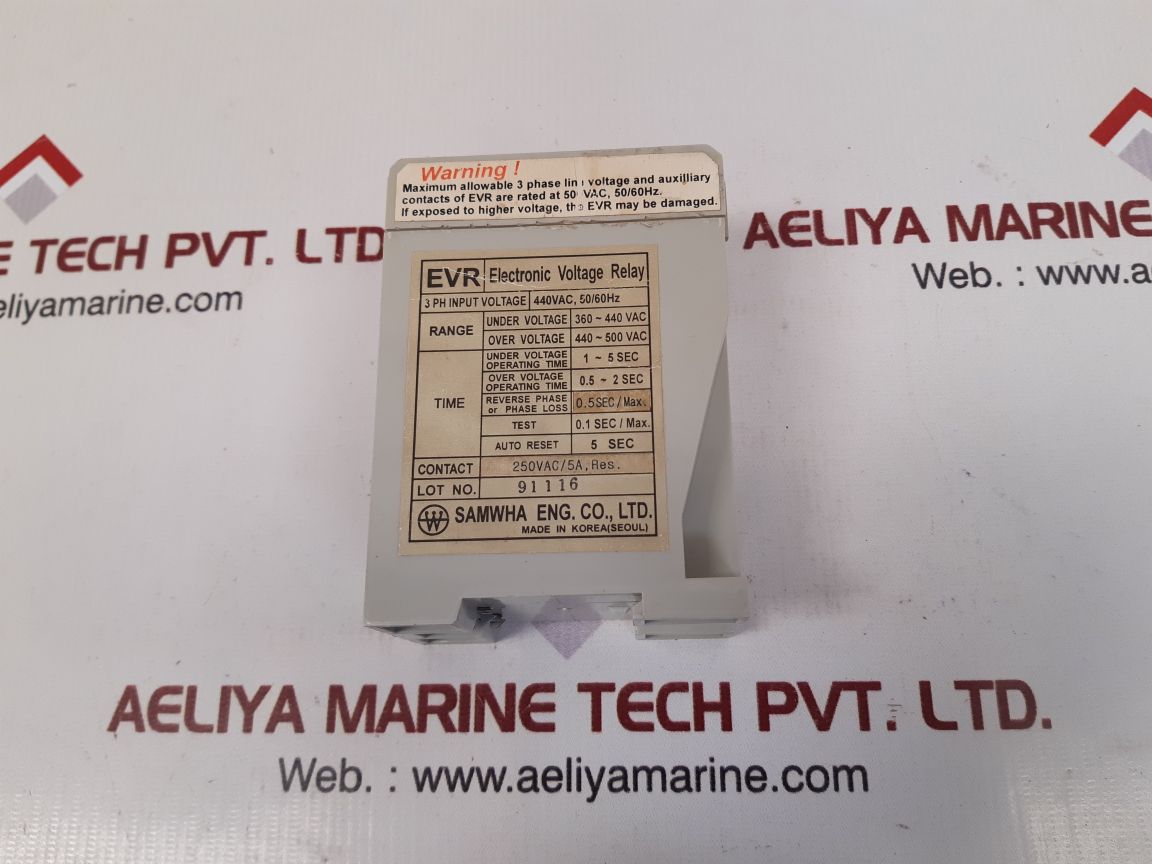 Warning !
Maximum allowable 3 phase line voltage and auxilliary
contacts of EVR are rated at 50 VAC, 50/60Hz.
If exposed to higher voltage, the EVR may be damaged.
E TECH PVT. LTD
eliyamarine.com
AELIYA MARINE
Web. : www.a
EVR Electronic Voltage Relay
3 PH INPUT VOLTAGE 440VAC, 50/60Hz
RANGE
UNDER VOLTAGE 360 ~ 440 VAC
OVER VOLTAGE 440 ~ 500 VAC
TIME
UNDER VOLTAGE
OPERATING TIME 1 ~ 5 SEC
OVER VOLTAGE
OPERATING TIME 0.5 ~ 2 SEC
REVERSE PHASE
or PHASE LOSS 0.5SEC/Max.
TEST 0.1 SEC / Max.
AUTO RESET 5 SEC
CONTACT 250VAC/5A, Res.
LOT NO. 91116
W SAMWHA ENG. CO., LTD.
MADE IN KOREA(SEOUL)
AELIYA MARINE TECH PVT. LTD.
Web. : www.aeliyamarine.com